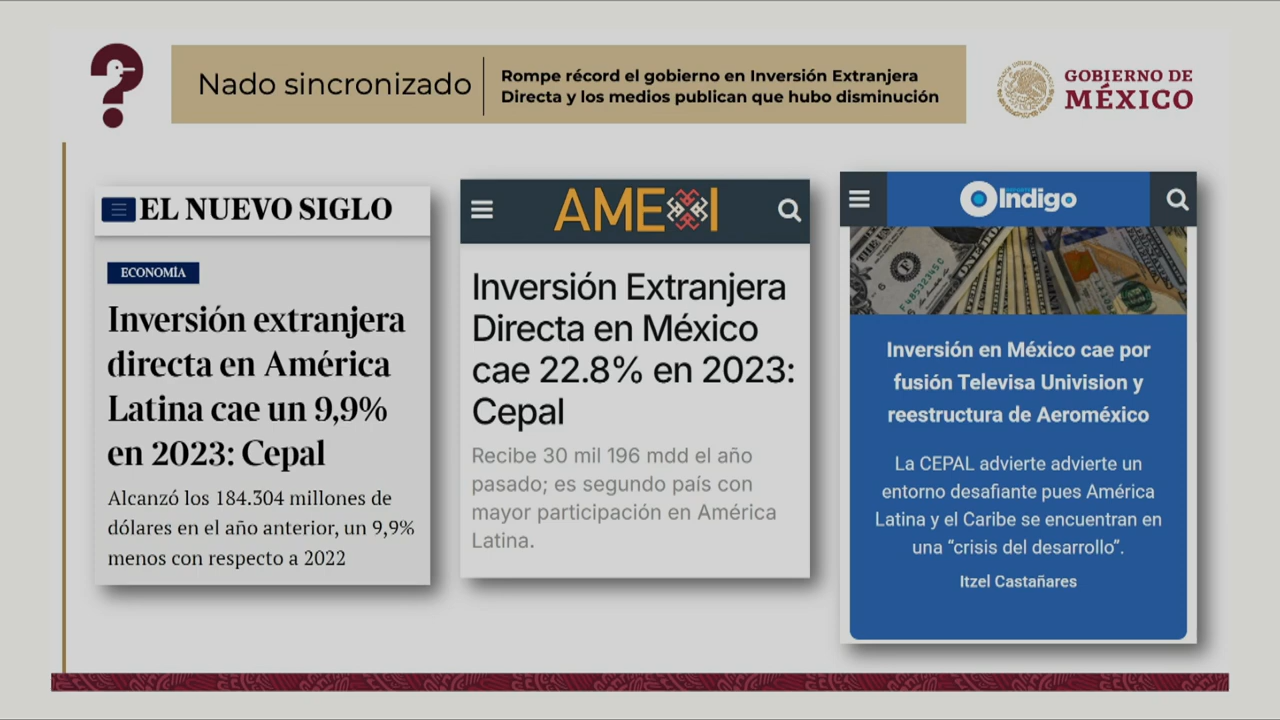 Nado sincronizado
Rompe récord el gobierno en Inversión Extranjera
Directa y los medios publican que hubo disminución
GOBIERNO DE
MÉXICO
EL NUEVO SIGLO
ECONOMÍA
Inversión extranjera
directa en América
Latina cae un 9,9%
en 2023: Cepal
Alcanzó los 184.304 millones de
dólares en el año anterior, un 9,9%
menos con respecto a 2022
AMEXI
Inversión Extranjera
Directa en México
cae 22.8% en 2023:
Cepal
Recibe 30 mil 196 mdd el año
pasado; es segundo país con
mayor participación en América
Latina.
Indigo
Inversión en México cae por
fusión Televisa Univision y
reestructura de Aeroméxico
La CEPAL advierte advierte un
entorno desafiante pues América
Latina y el Caribe se encuentran en
una “crisis del desarrollo”.
Itzel Castañares